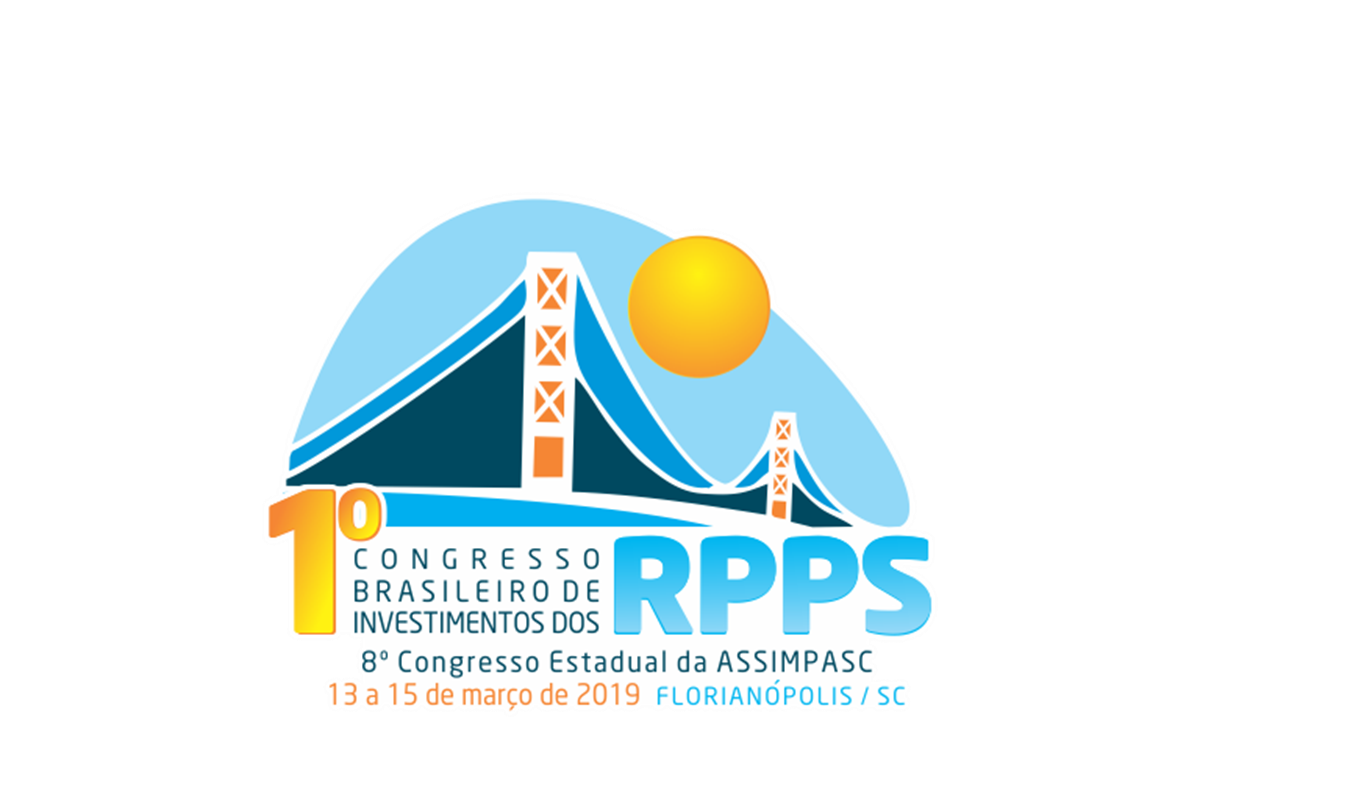 1º
CONGRESSO
BRASILEIRO DE
INVESTIMENTOS DOS
RPPS
8º Congresso Estadual da ASSIMPASC
13 a 15 de março de 2019 FLORIANÓPOLIS / SC